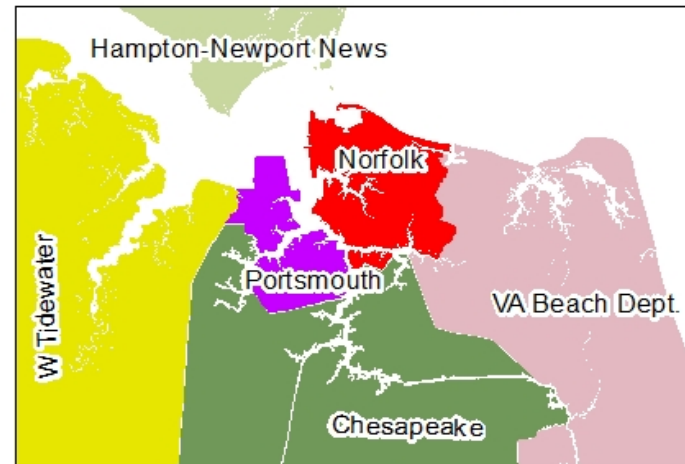 Hampton-Newport News
Norfolk
Portsmouth
W Tidewater
VA Beach Dept.
Chesapeake